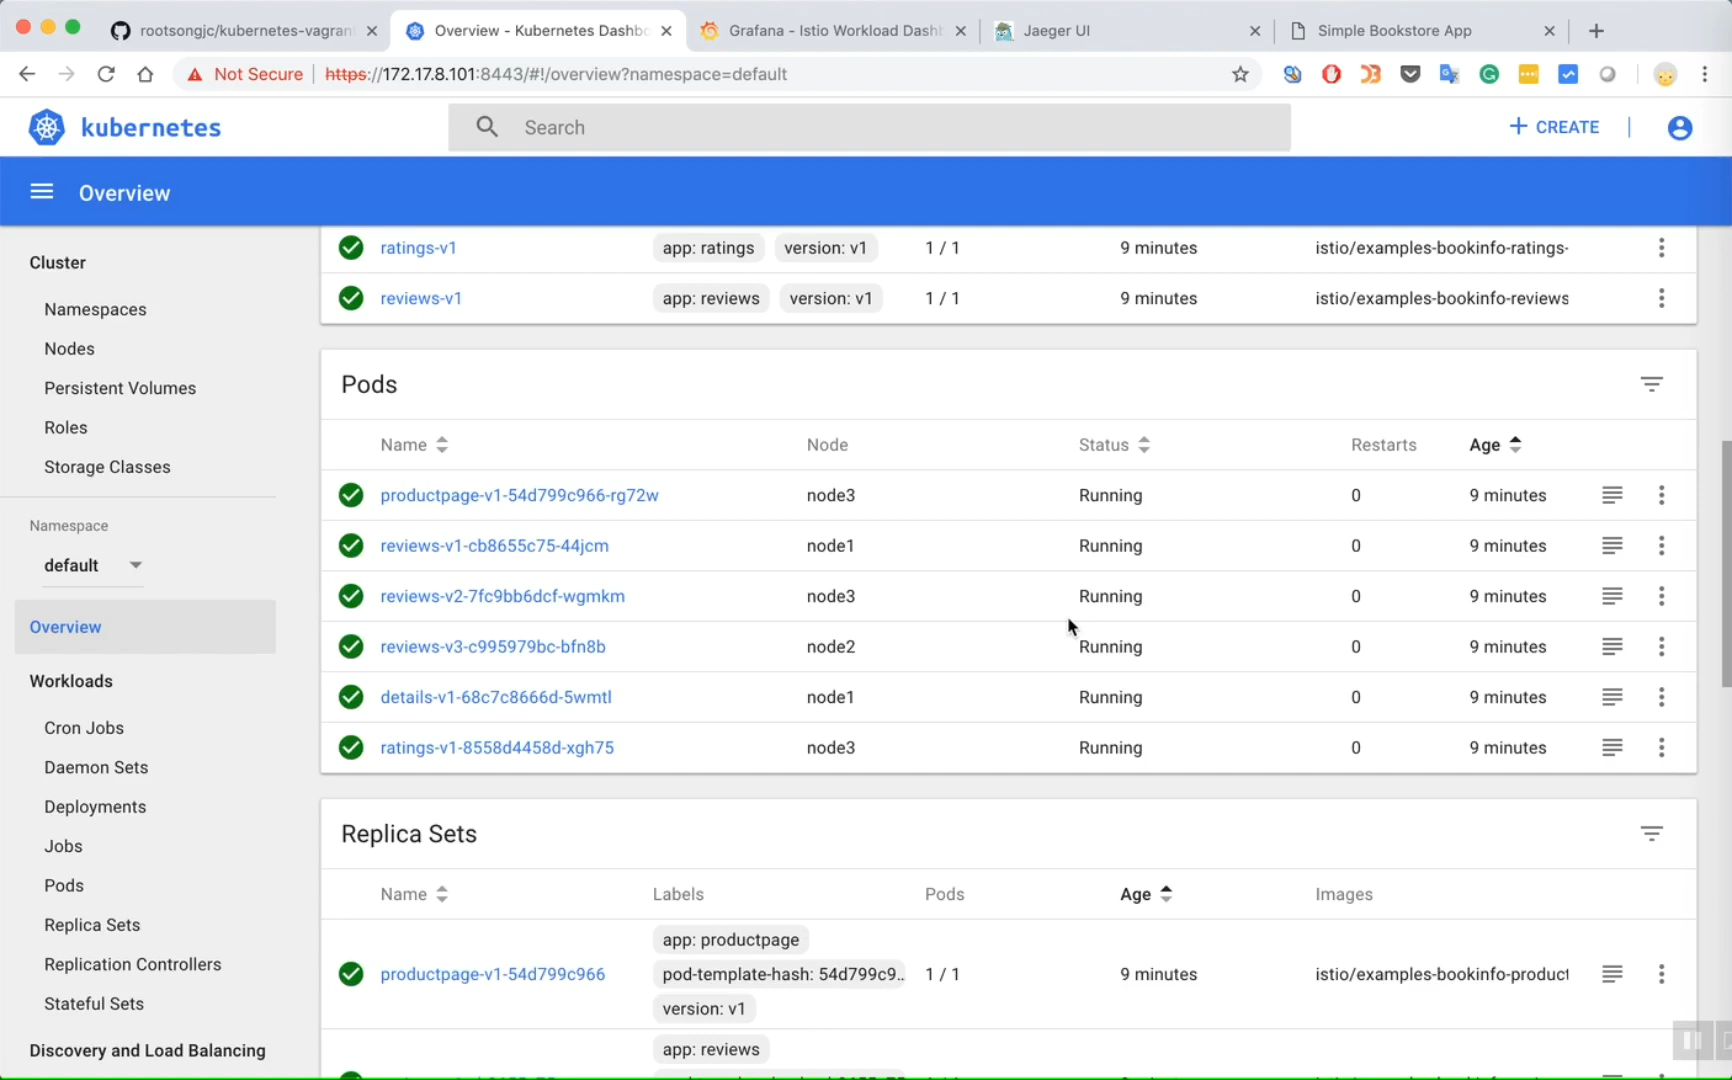 rootsongjc/kubernetes-vagran
Overview - Kubernetes Dashbo
Grafana - Istio Workload Dash
Jaeger UI
Simple Bookstore App
Not Secure
https://172.17.8.101:8443/#!/overview?namespace=default
kubernetes
Search
+ CREATE
Overview
Cluster
Namespaces
Nodes
Persistent Volumes
Roles
Storage Classes
Namespace
default
Overview
Workloads
Cron Jobs
Daemon Sets
Deployments
Jobs
Pods
Replica Sets
Replication Controllers
Stateful Sets
Discovery and Load Balancing
ratings-v1 app: ratings version: v1 1 / 1 9 minutes istio/examples-bookinfo-ratings-
reviews-v1 app: reviews version: v1 1 / 1 9 minutes istio/examples-bookinfo-reviews
Pods
Name Node Status Restarts Age
productpage-v1-54d799c966-rg72w node3 Running 0 9 minutes
reviews-v1-cb8655c75-44jcm node1 Running 0 9 minutes
reviews-v2-7fc9bb6dcf-wgmkm node3 Running 0 9 minutes
reviews-v3-c995979bc-bfn8b node2 Running 0 9 minutes
details-v1-68c7c8666d-5wmtl node1 Running 0 9 minutes
ratings-v1-8558d4458d-xgh75 node3 Running 0 9 minutes
Replica Sets
Name Labels Pods Age Images
app: productpage
productpage-v1-54d799c966 pod-template-hash: 54d799c9.. 1 / 1 9 minutes istio/examples-bookinfo-product
version: v1
app: reviews